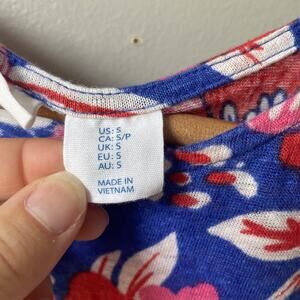 US: S
CA: S/P
UK: S
EU: S
AU: S
MADE IN
VIETNAM